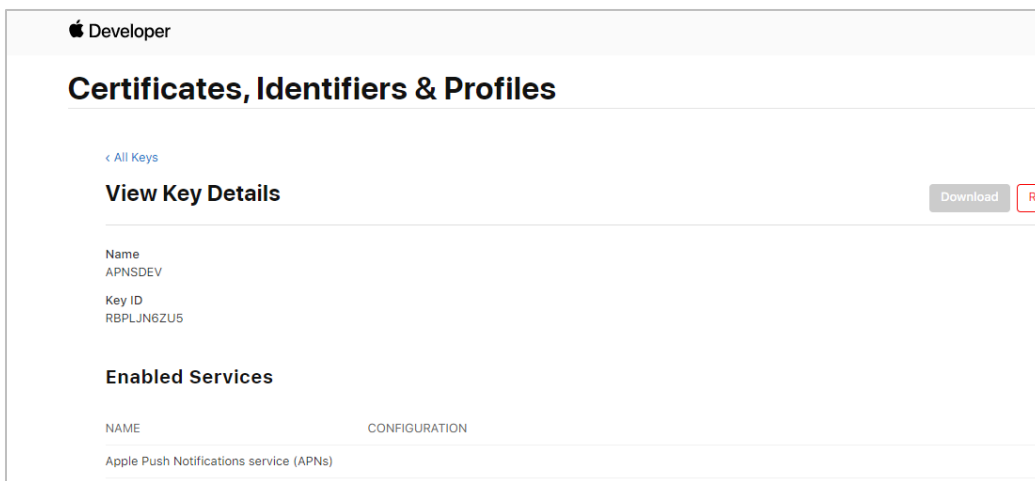 Developer
Certificates, Identifiers & Profiles
‹ All Keys
View Key Details
Download
R
Name
APNSDEV
Key ID
RBPLJN6ZU5
Enabled Services
NAME CONFIGURATION
Apple Push Notifications service (APNs)